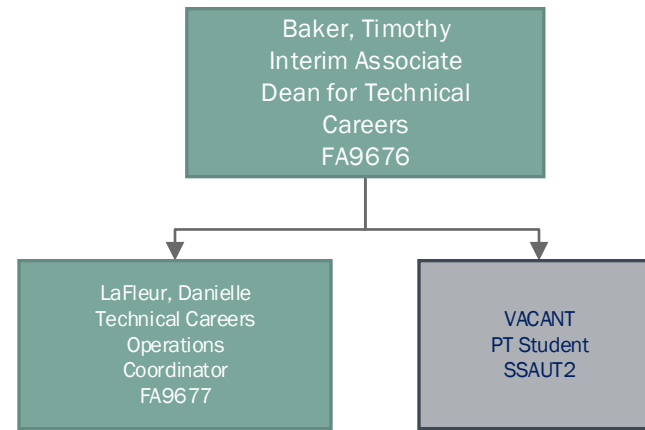 Baker, Timothy
Interim Associate
Dean for Technical
Careers
FA9676
LaFleur, Danielle
Technical Careers
Operations
Coordinator
FA9677
VACANT
PT Student
SSAUT2